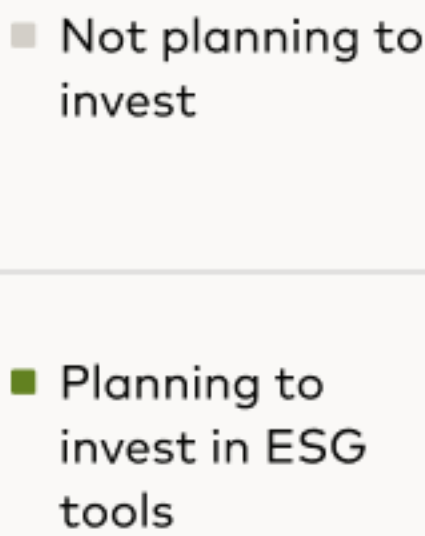 Not planning to
invest
Planning to
invest in ESG
tools